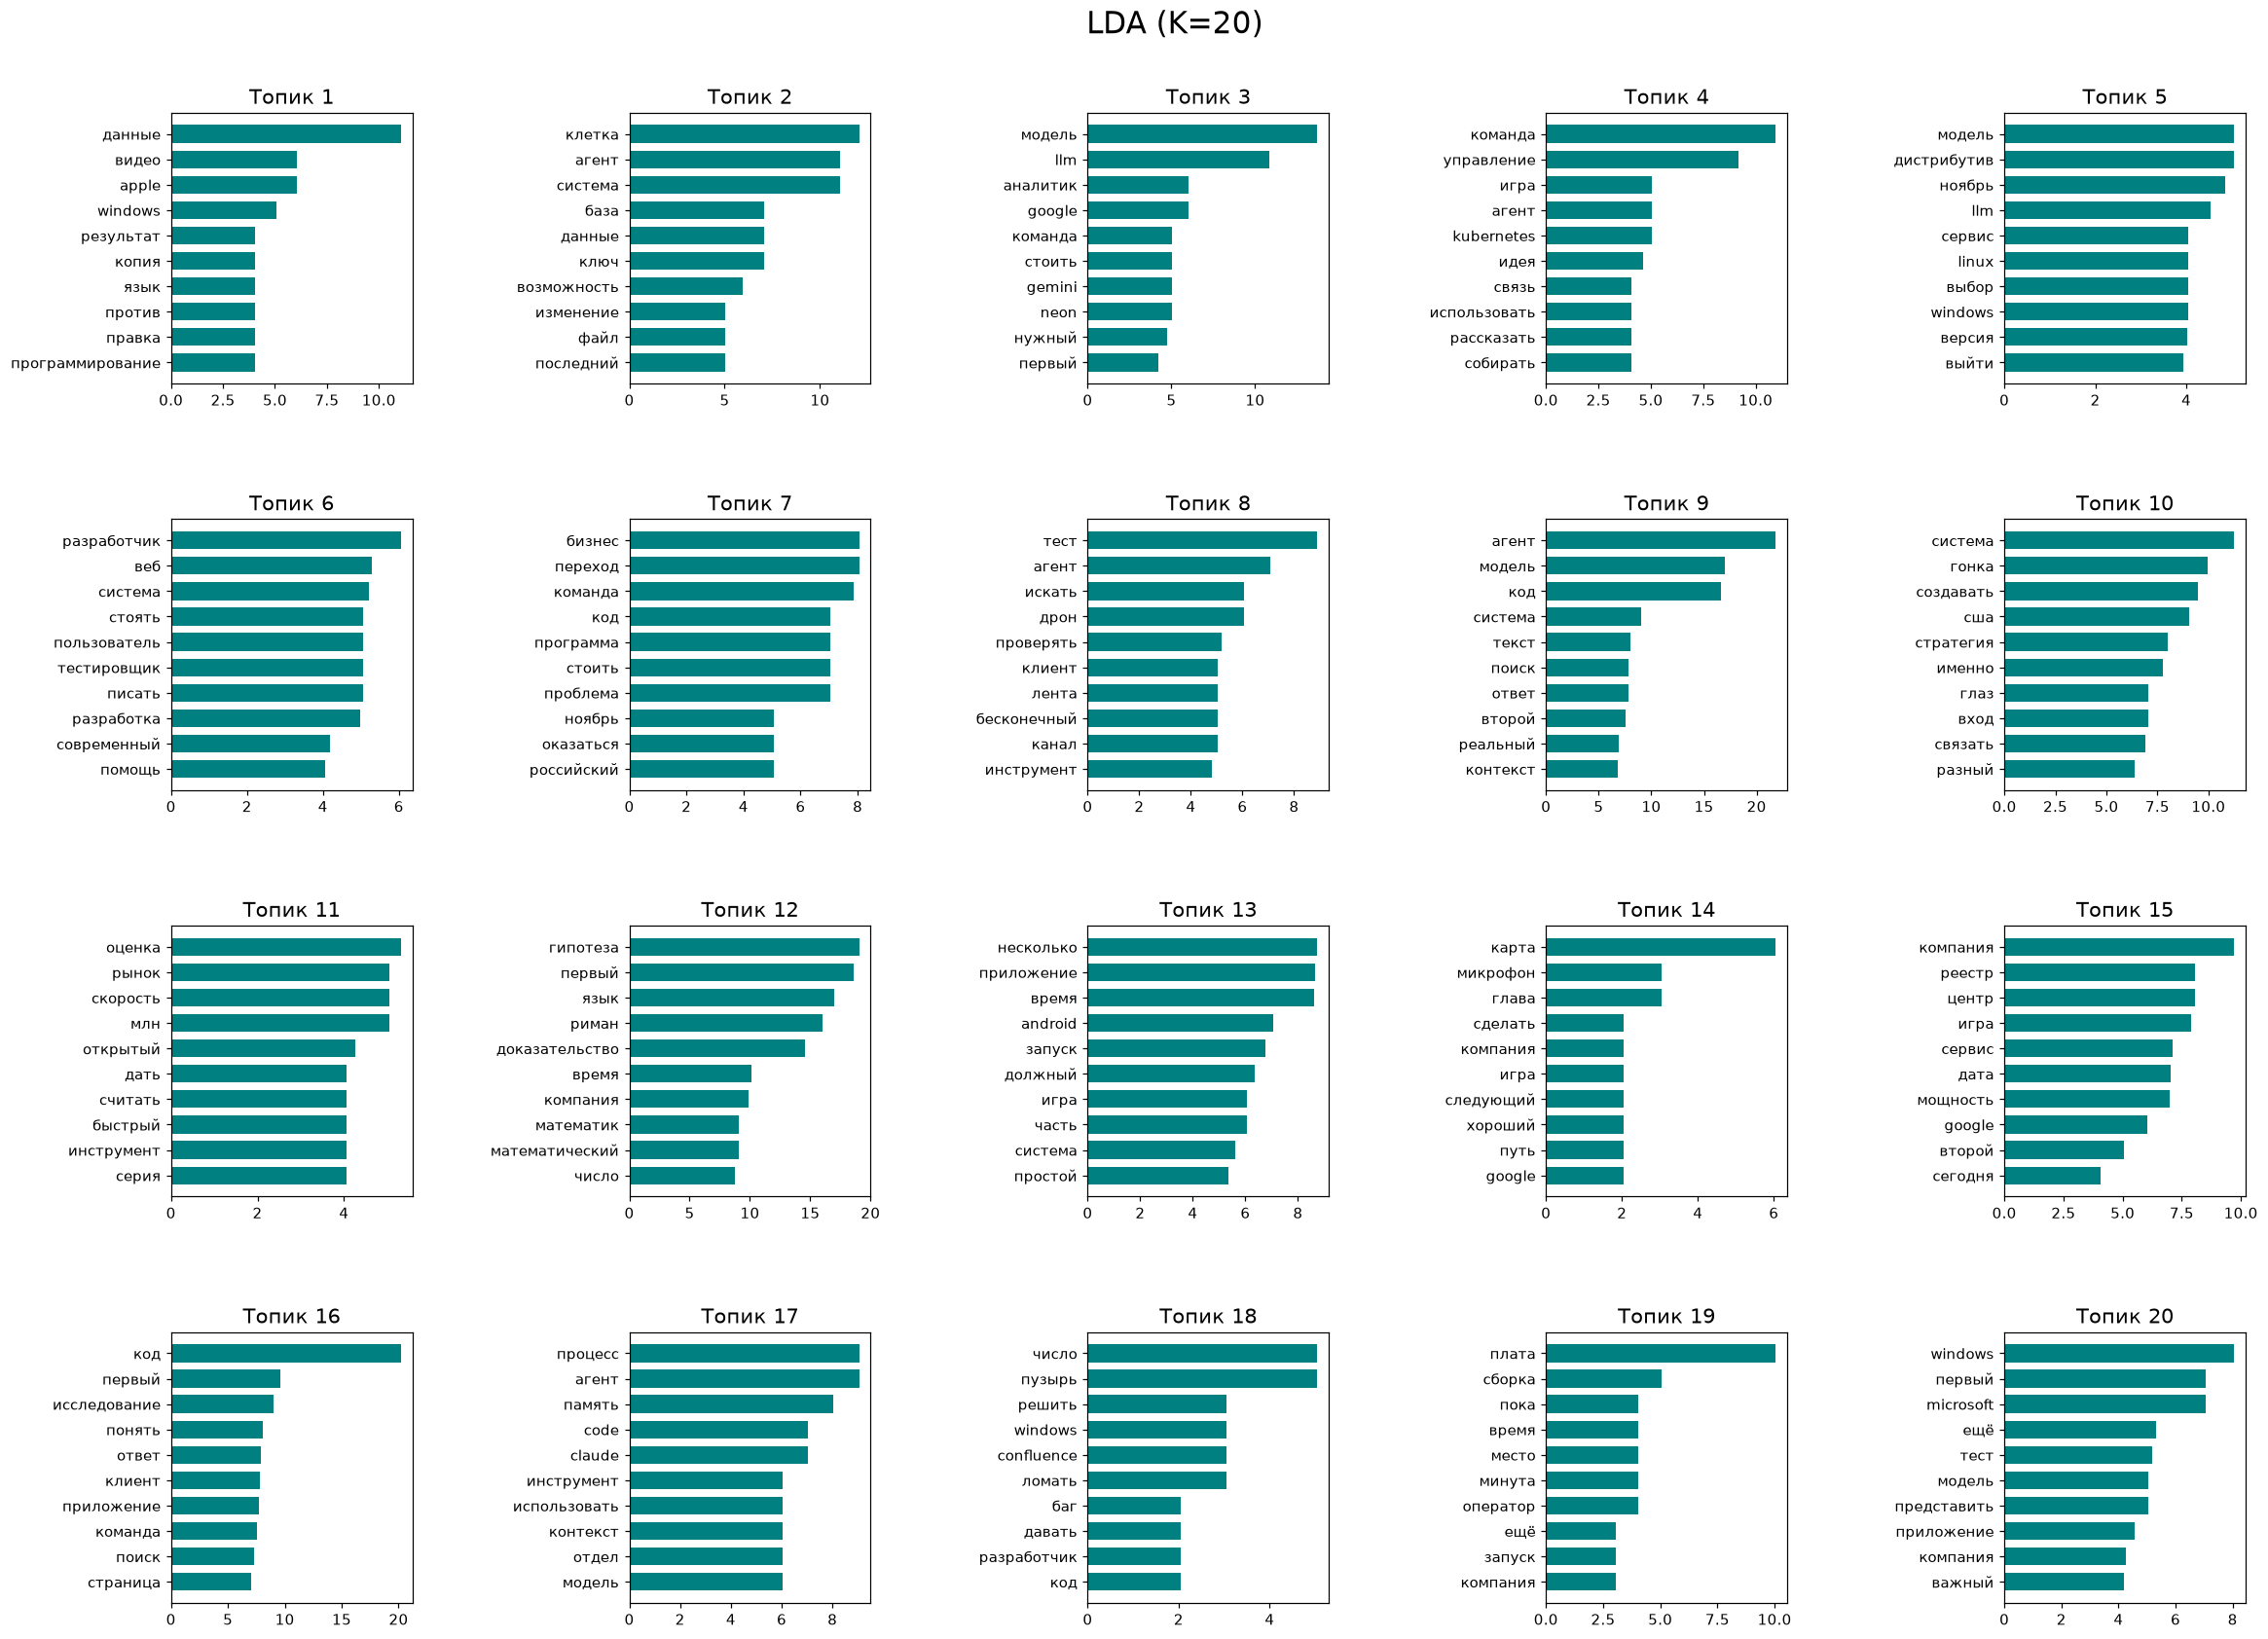 LDA (K=20)
Топик 1
данные
видео
apple
windows
результат
копия
язык
против
правка
программирование
0.0 2.5 5.0 7.5 10.0
Топик 2
клетка
агент
система
база
данные
ключ
возможность
изменение
файл
последний
0 5 10
Топик 3
модель
llm
аналитик
google
команда
стоить
gemini
neon
нужный
первый
0 5 10
Топик 4
команда
управление
игра
агент
kubernetes
идея
связь
использовать
рассказать
собирать
0.0 2.5 5.0 7.5 10.0
Топик 5
модель
дистрибутив
ноябрь
llm
сервис
linux
выбор
windows
версия
выйти
0 2 4
Топик 6
разработчик
веб
система
стоять
пользователь
тестировщик
писать
разработка
современный
помощь
0 2 4 6
Топик 7
бизнес
переход
команда
код
программа
стоить
проблема
ноябрь
оказаться
российский
0 2 4 6 8
Топик 8
тест
агент
искать
дрон
проверять
клиент
лента
бесконечный
канал
инструмент
0 2 4 6 8
Топик 9
агент
модель
код
система
текст
поиск
ответ
второй
реальный
контекст
0 5 10 15 20
Топик 10
система
гонка
создавать
сша
стратегия
именно
глаз
вход
связать
разный
0.0 2.5 5.0 7.5 10.0
Топик 11
оценка
рынок
скорость
млн
открытый
дать
считать
быстрый
инструмент
серия
0 2 4
Топик 12
гипотеза
первый
язык
риман
доказательство
время
компания
математик
математический
число
0 5 10 15 20
Топик 13
несколько
приложение
время
android
запуск
должный
игра
часть
система
простой
0 2 4 6 8
Топик 14
карта
микрофон
глава
сделать
компания
игра
следующий
хороший
путь
google
0 2 4 6
Топик 15
компания
реестр
центр
игра
сервис
дата
мощность
google
второй
сегодня
0.0 2.5 5.0 7.5 10.0
Топик 16
код
первый
исследование
понять
ответ
клиент
приложение
команда
поиск
страница
0 5 10 15 20
Топик 17
процесс
агент
память
code
claude
инструмент
использовать
контекст
отдел
модель
0 2 4 6 8
Топик 18
число
пузырь
решить
windows
confluence
ломать
баг
давать
разработчик
код
0 2 4
Топик 19
плата
сборка
пока
время
место
минута
оператор
ещё
запуск
компания
0.0 2.5 5.0 7.5 10.0
Топик 20
windows
первый
microsoft
ещё
тест
модель
представить
приложение
компания
важный
0 2 4 6 8